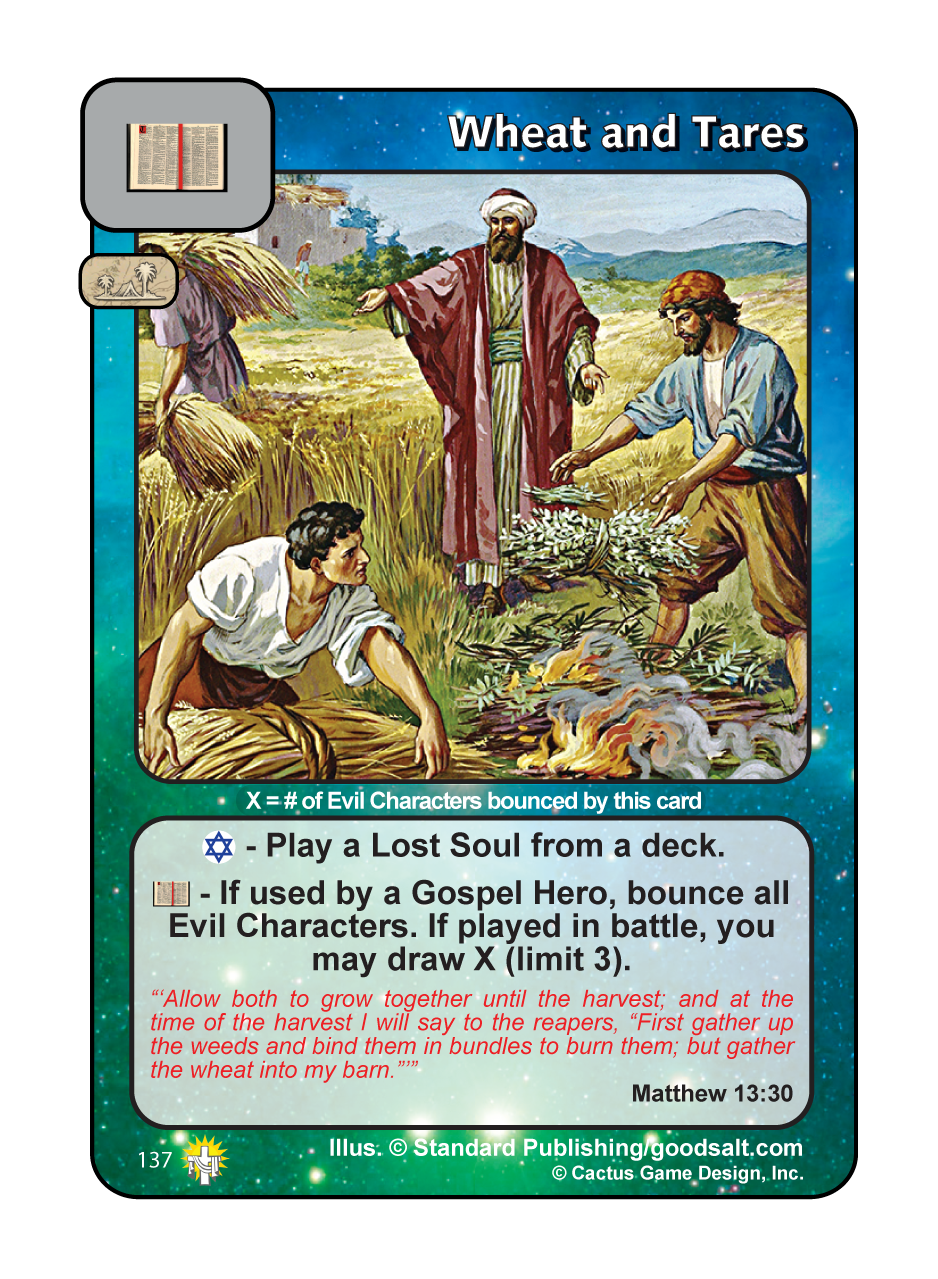 Wheat and Tares
X = # of Evil Characters bounced by this card
- Play a Lost Soul from a deck.
- If used by a Gospel Hero, bounce all
Evil Characters. If played in battle, you
may draw X (limit 3).
“‘Allow both to grow together until the harvest; and at the
time of the harvest I will say to the reapers, “First gather up
the weeds and bind them in bundles to burn them; but gather
the wheat into my barn.”’”
Matthew 13:30
137
Illus. © Standard Publishing/goodsalt.com
© Cactus Game Design, Inc.